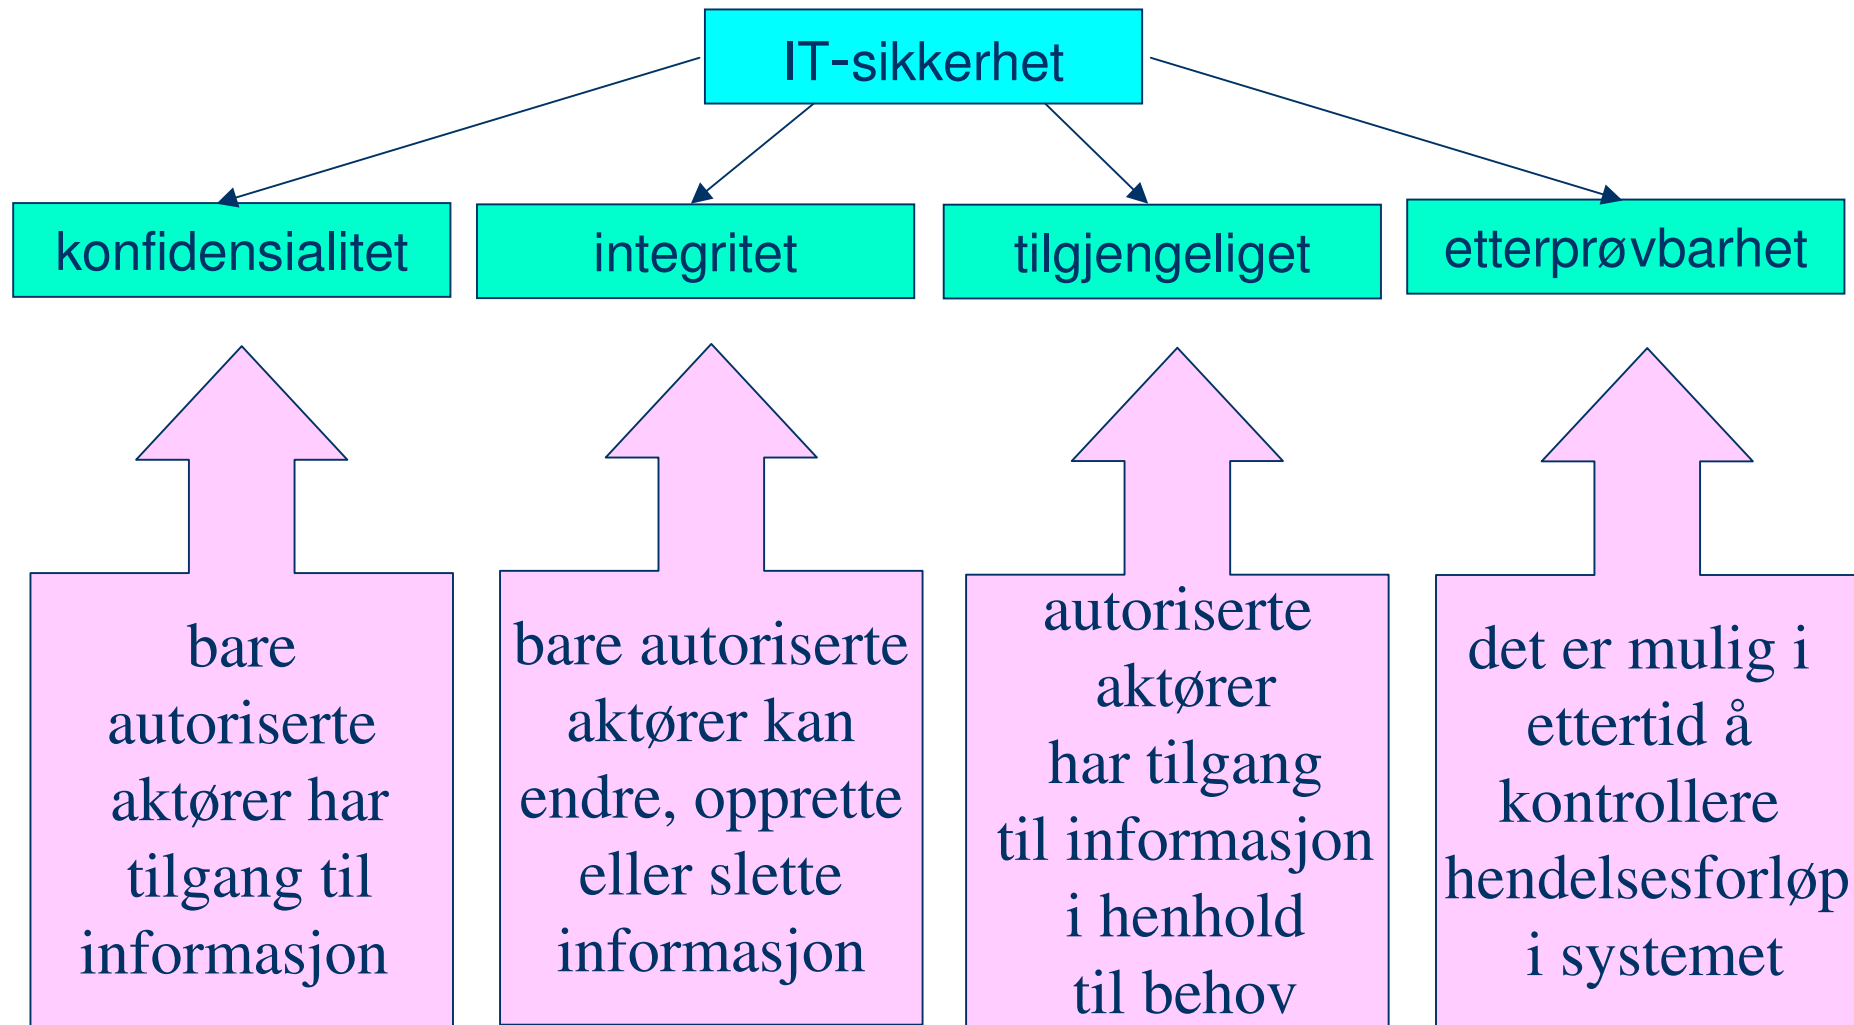 IT-sikkerhet
konfidensialitet
integritet
tilgjengeliget
etterprøvbarhet
bare
autoriserte
aktører har
tilgang til
informasjon
bare autoriserte
aktører kan
endre, opprette
eller slette
informasjon
autoriserte
aktører
har tilgang
til informasjon
i henhold
til behov
det er mulig i
ettertid å
kontrollere
hendelsesforløp
i systemet